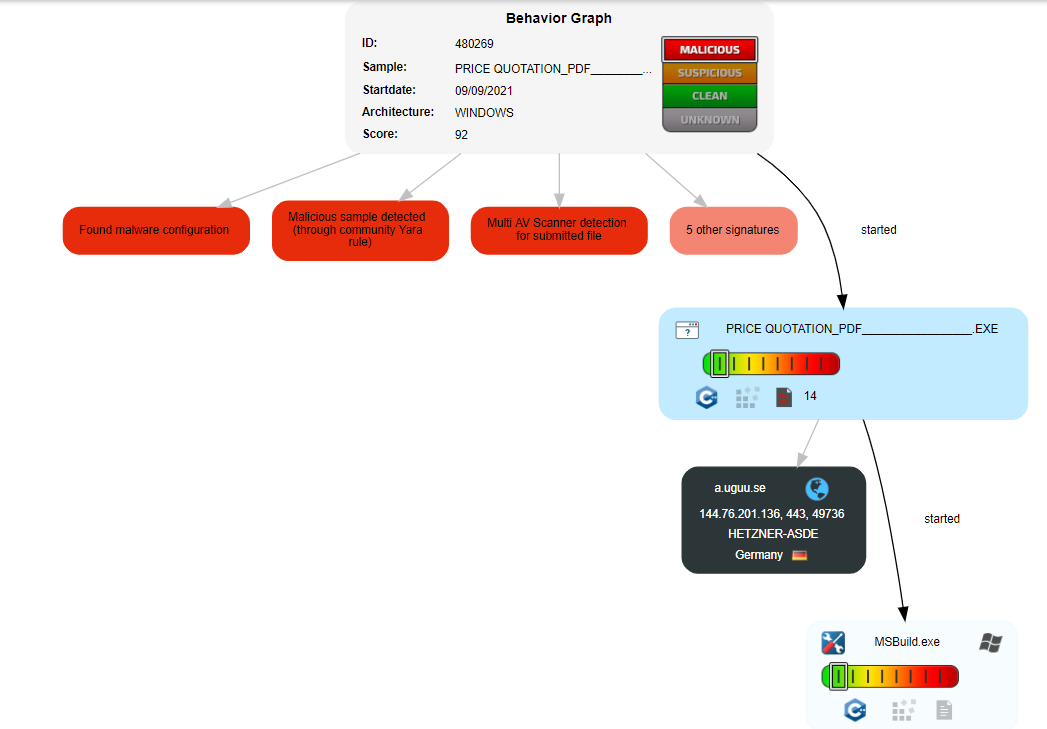 Behavior Graph
ID: 480269
Sample: PRICE QUOTATION_PDF________...
Startdate: 09/09/2021
Architecture: WINDOWS
Score: 92
MALICIOUS
SUSPICIOUS
CLEAN
UNKNOWN
Found malware configuration
Malicious sample detected
(through community Yara
rule)
Multi AV Scanner detection
for submitted file
5 other signatures
started
PRICE QUOTATION_PDF_________________.EXE
14
a.uguu.se
144.76.201.136, 443, 49736
HETZNER-ASDE
Germany
started
MSBuild.exe